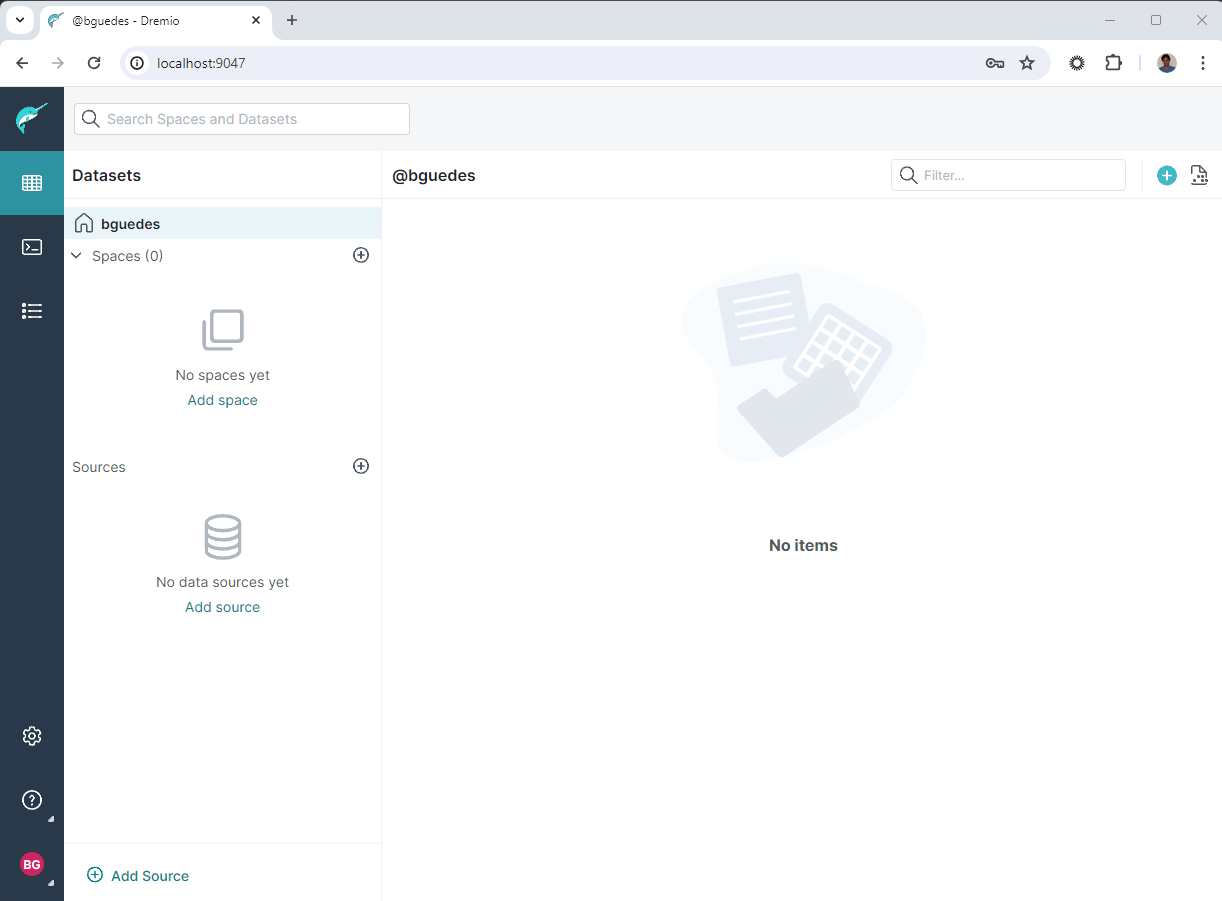 @bguedes - Dremio
localhost:9047
Search Spaces and Datasets
Datasets
@bguedes
Filter...
bguedes
Spaces (0)
No spaces yet
Add space
Sources
No data sources yet
Add source
No items
BG
Add Source